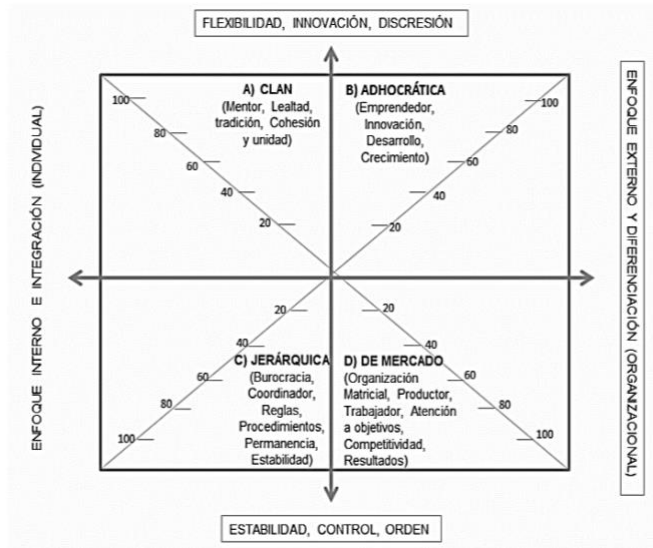 FLEXIBILIDAD, INNOVACIÓN, DISCRESIÓN
ENFOQUE INTERNO E INTEGRACIÓN (INDIVIDUAL)
A) CLAN
(Mentor, Lealtad,
tradición, Cohesión
y unidad)
100
80
60
40
20
B) ADHOCRÁTICA
(Emprendedor,
Innovación,
Desarrollo,
Crecimiento)
100
80
60
40
20
ENFOQUE EXTERNO Y DIFERENCIACIÓN (ORGANIZACIONAL)
20
40
C) JERÁRQUICA
(Burocracia,
Coordinador,
Reglas,
Procedimientos,
Permanencia,
Estabilidad)
60
80
100
20
40
D) DE MERCADO
(Organización
Matricial, Productor,
Trabajador, Atención
a objetivos,
Competitividad,
Resultados)
60
80
100
ESTABILIDAD, CONTROL, ORDEN